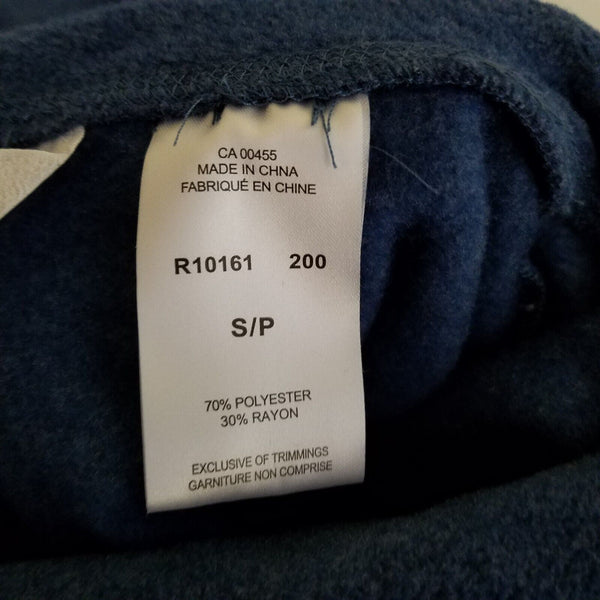 CA 00455
MADE IN CHNA
FABRIQUÉ EN CHINE
R10161 200
S/P
70% POLYESTER
30% RAYON
EXCLUSIVE OF TRIMMINGS
GARNITURE NON COMPRISE